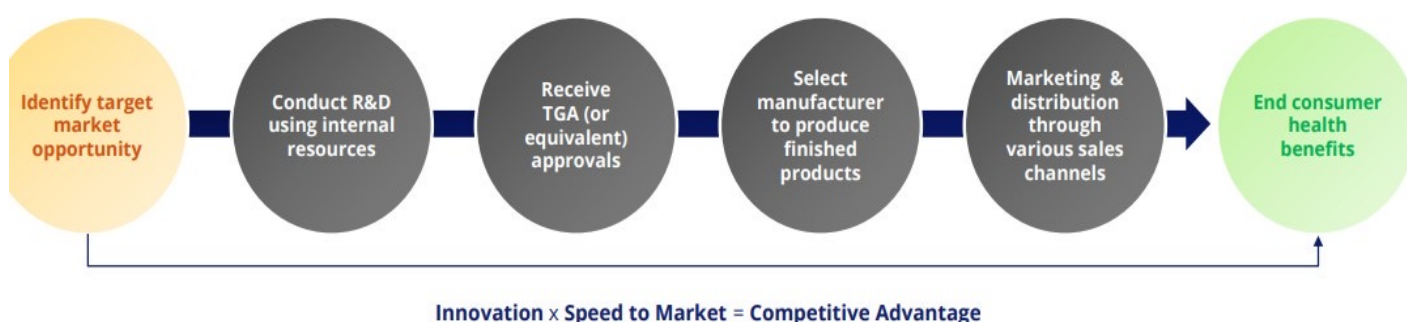 Identify target
market
opportunity
Conduct R&D
using internal
resources
Receive
TGA (or
equivalent)
approvals
Select
manufacturer
to produce
finished
products
Marketing &
distribution
through
various sales
channels
End consumer
health
benefits
Innovation x Speed to Market = Competitive Advantage